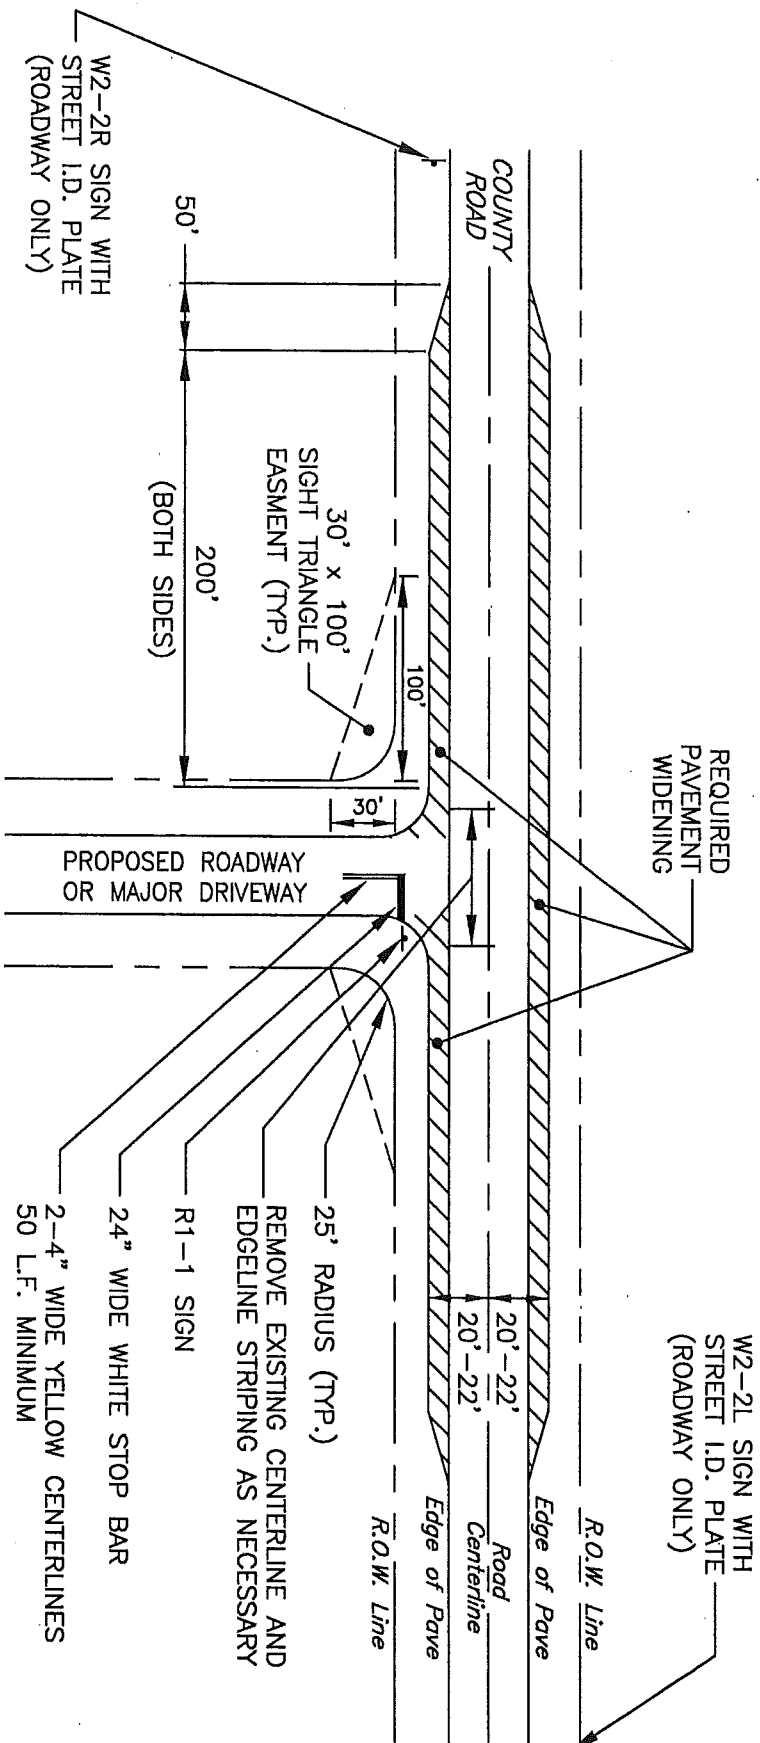 W2-2R SIGN WITH
STREET I.D. PLATE
(ROADWAY ONLY)
COUNTY
ROAD
50'
200'
(BOTH SIDES)
30' x 100'
SIGHT TRIANGLE
EASMENT (TYP.)
100'
30'
REQUIRED
PAVEMENT
WIDENING
PROPOSED ROADWAY
OR MAJOR DRIVEWAY
20'-22'
20'-22'
W2-2L SIGN WITH
STREET I.D. PLATE
(ROADWAY ONLY)
R.O.W. Line
Edge of Pave
Road
Centerline
Edge of Pave
R.O.W. Line
25' RADIUS (TYP.)
REMOVE EXISTING CENTERLINE AND
EDGELINE STRIPING AS NECESSARY
R1-1 SIGN
24" WIDE WHITE STOP BAR
2-4" WIDE YELLOW CENTERLINES
50 L.F. MINIMUM